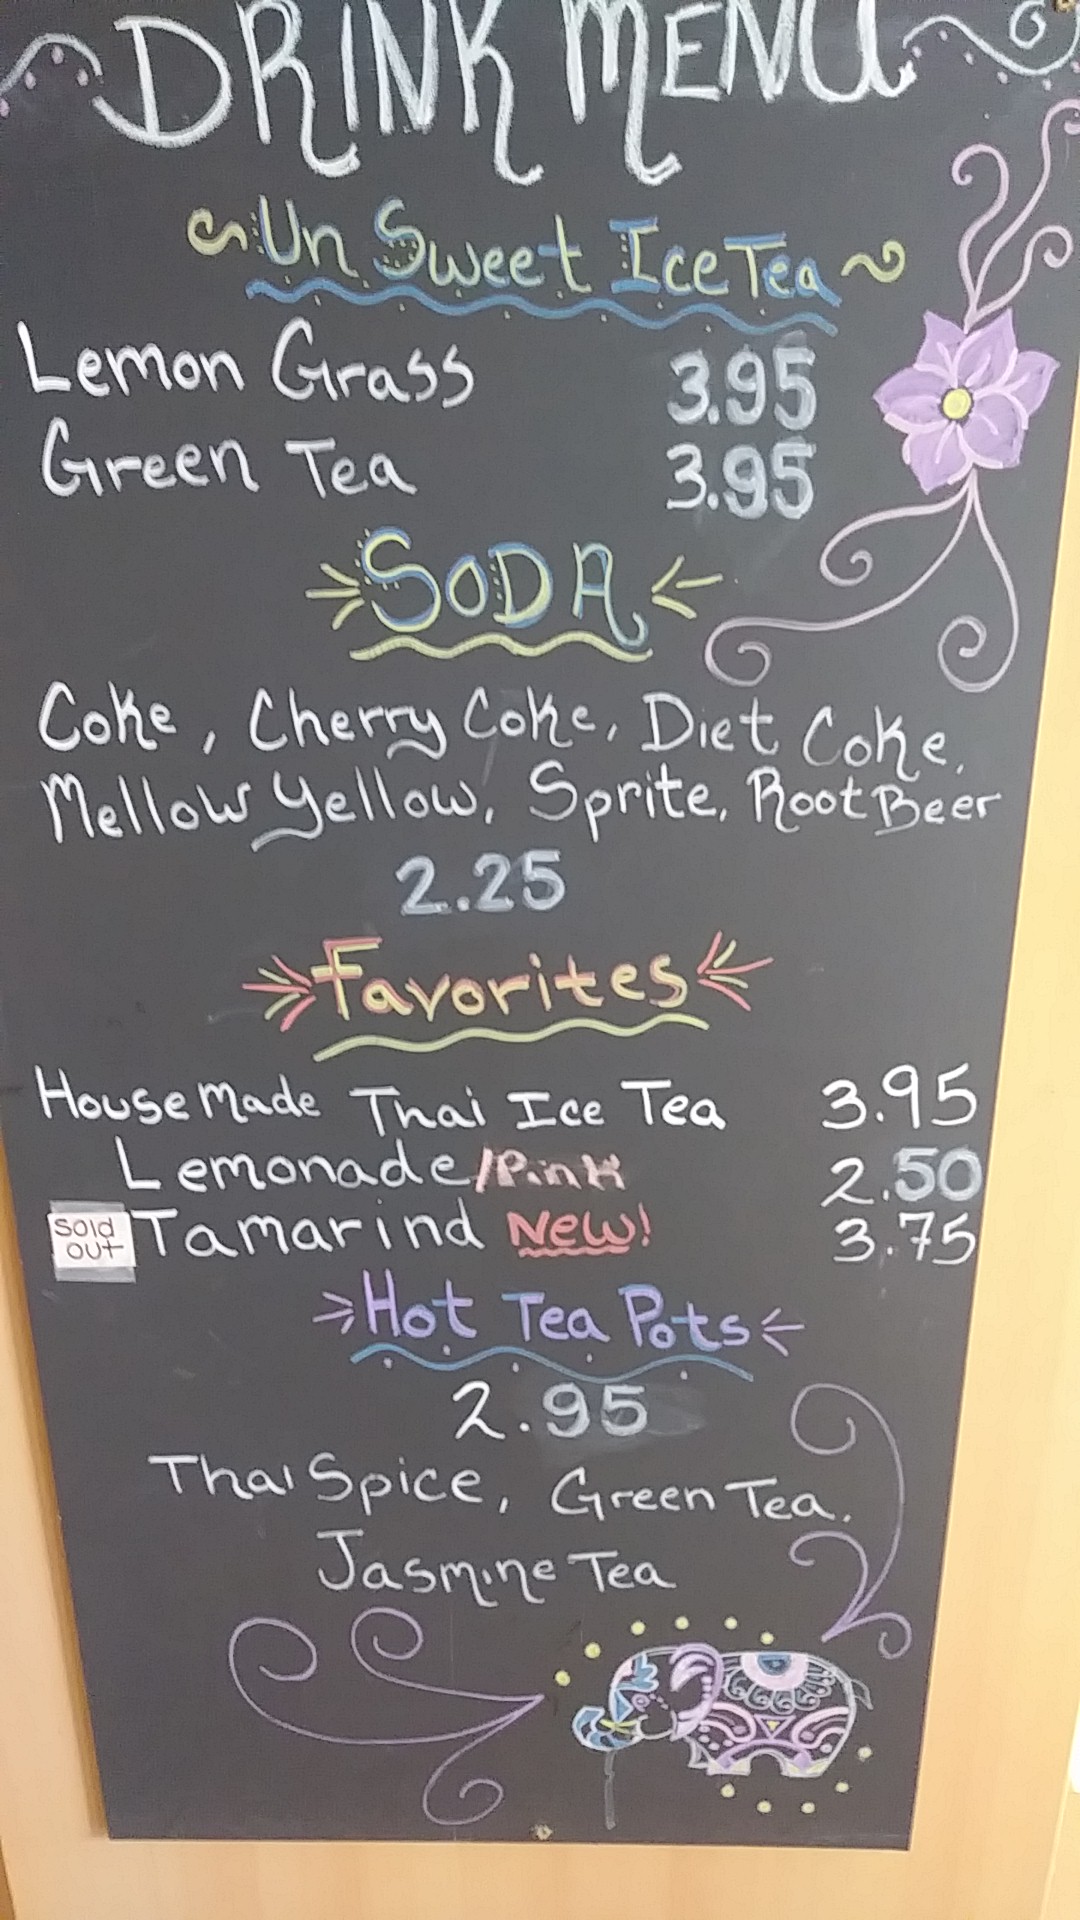 DRINK MENU
Un Sweet Ice Tea
Lemon Grass 3.95
Green Tea 3.95
SODA
Coke, Cherry Coke, Diet Coke,
Mellow Yellow, Sprite, Root Beer
2.25
Favorites
House Made Thai Ice Tea 3.95
Lemonade/Pink 2.50
Sold out Tamarind New! 3.75
Hot Tea Pots
2.95
Thai Spice, Green Tea.
Jasmine Tea